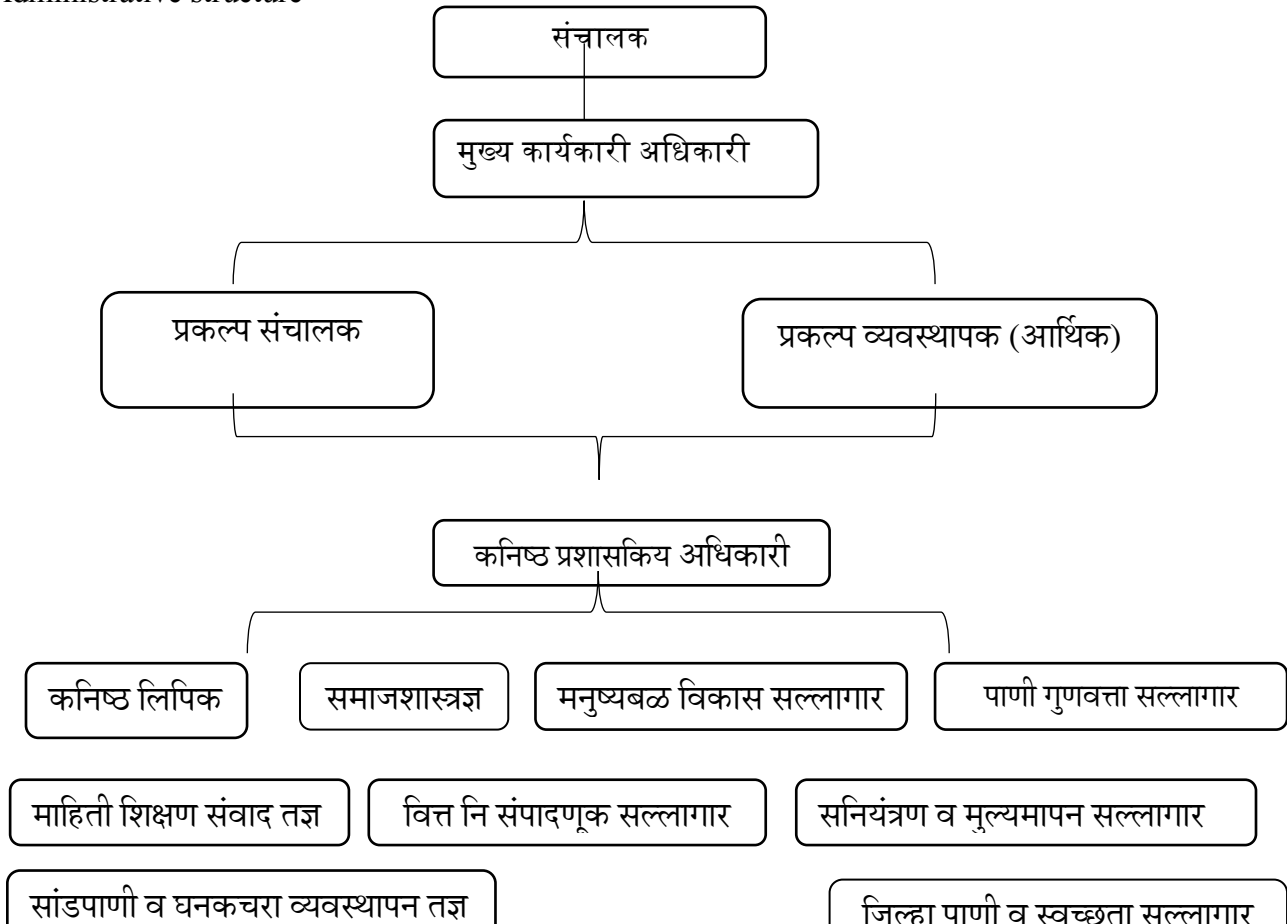 Administrative structure
संचालक
मुख्य कार्यकारी अधिकारी
प्रकल्प संचालक
प्रकल्प व्यवस्थापक (आर्थिक)
कनिष्ठ प्रशासकिय अधिकारी
कनिष्ठ लिपिक
समाजशास्त्रज्ञ
मनुष्यबळ विकास सल्लागार
पाणी गुणवत्ता सल्लागार
माहिती शिक्षण संवाद तज्ञ
वित्त नि संपादणूक सल्लागार
सनियंत्रण व मुल्यमापन सल्लागार
सांडपाणी व घनकचरा व्यवस्थापन तज्ञ
जिल्हा पाणी व स्वच्छता सल्लागार